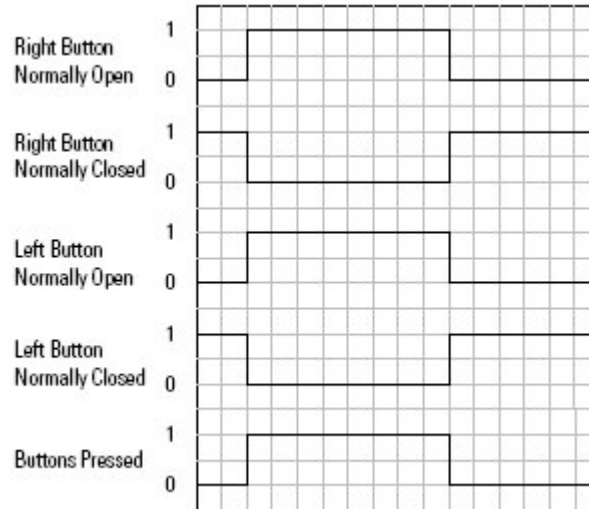 1
Right Button
Normally Open 0
1
Right Button
Normally Closed 0
1
Left Button
Normally Open 0
1
Left Button
Normally Closed 0
1
Buttons Pressed
0